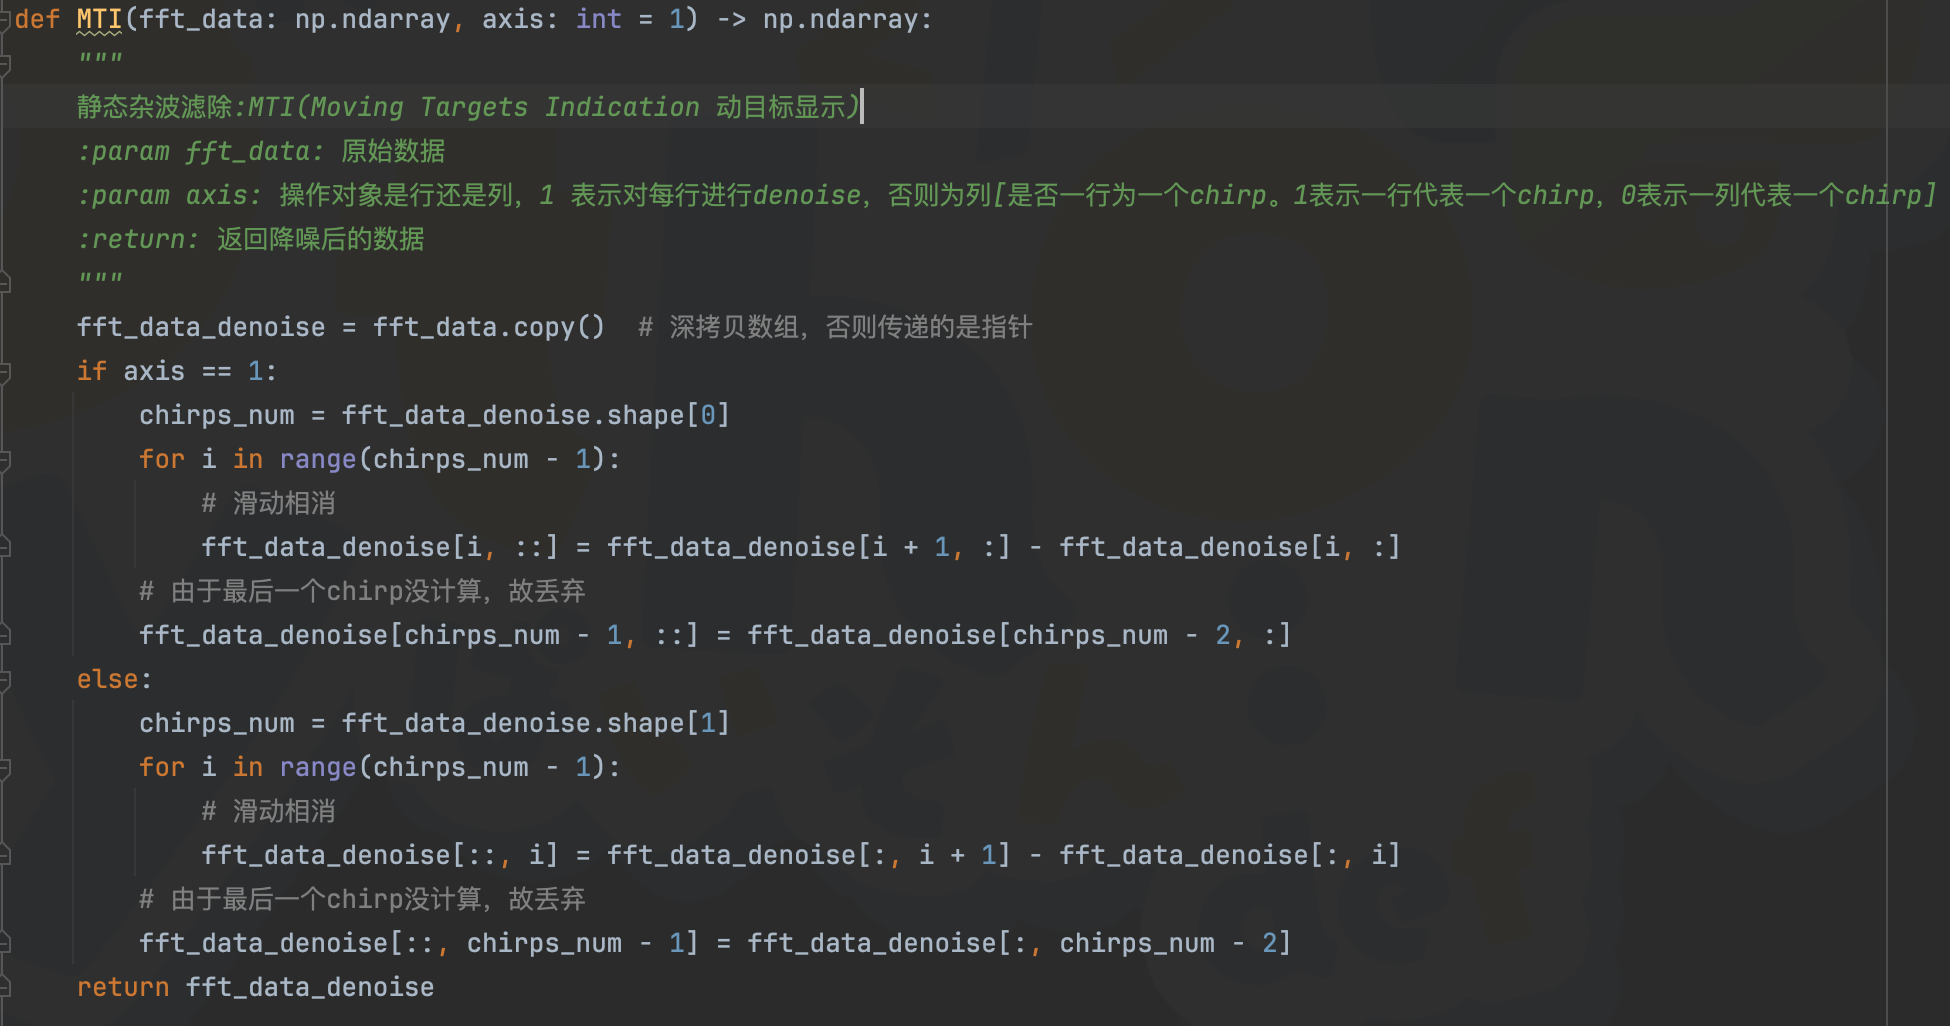 def MTI(fft_data: np.ndarray, axis: int = 1) -> np.ndarray:
    """
    静态杂波滤除:MTI(Moving Targets Indication 动目标显示)
    :param fft_data: 原始数据
    :param axis: 操作对象是行还是列，1 表示对每行进行denoise，否则为列[是否一行为一个chirp。1表示一行代表一个chirp，0表示一列代表一个chirp]
    :return: 返回降噪后的数据
    """
    fft_data_denoise = fft_data.copy()  # 深拷贝数组，否则传递的是指针
    if axis == 1:
        chirps_num = fft_data_denoise.shape[0]
        for i in range(chirps_num - 1):
            # 滑动相消
            fft_data_denoise[i, ::] = fft_data_denoise[i + 1, :] - fft_data_denoise[i, :]
        # 由于最后一个chirp没计算，故丢弃
        fft_data_denoise[chirps_num - 1, ::] = fft_data_denoise[chirps_num - 2, :]
    else:
        chirps_num = fft_data_denoise.shape[1]
        for i in range(chirps_num - 1):
            # 滑动相消
            fft_data_denoise[::, i] = fft_data_denoise[:, i + 1] - fft_data_denoise[:, i]
        # 由于最后一个chirp没计算，故丢弃
        fft_data_denoise[::, chirps_num - 1] = fft_data_denoise[:, chirps_num - 2]
    return fft_data_denoise